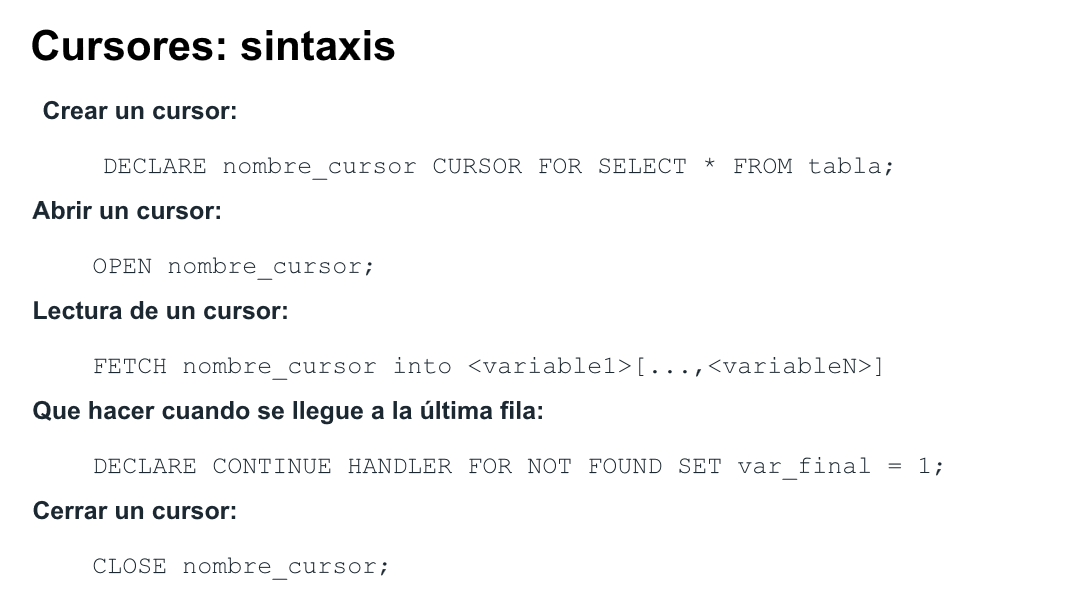 Cursores: sintaxis
Crear un cursor:
DECLARE nombre_cursor CURSOR FOR SELECT * FROM tabla;
Abrir un cursor:
OPEN nombre_cursor;
Lectura de un cursor:
FETCH nombre_cursor into <variable1>[...,<variableN>]
Que hacer cuando se llegue a la última fila:
DECLARE CONTINUE HANDLER FOR NOT FOUND SET var_final = 1;
Cerrar un cursor:
CLOSE nombre_cursor;